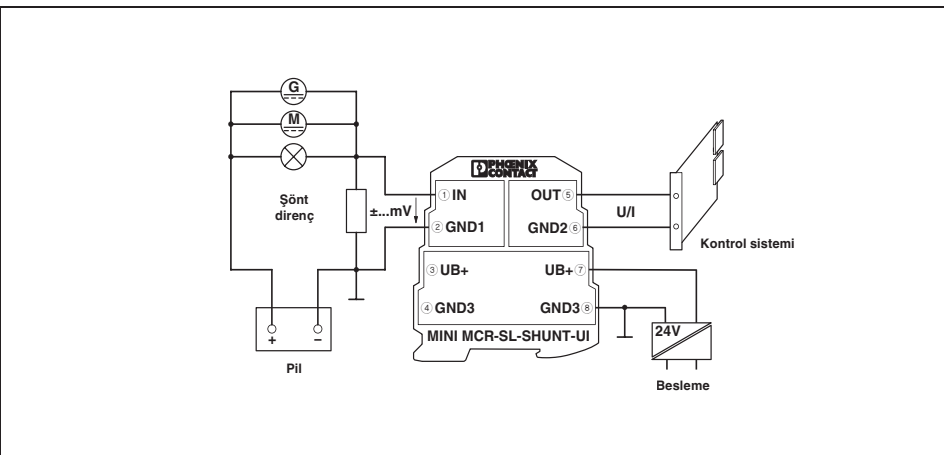 G
M
Şönt
direnç
±...mV
PHŒNIX
CONTACT
① IN
OUT ⑤
② GND1
GND2 ⑥
U/I
Kontrol sistemi
③ UB+
UB+ ⑦
④ GND3
GND3 ⑧
MINI MCR-SL-SHUNT-UI
+
–
Pil
24V
Besleme